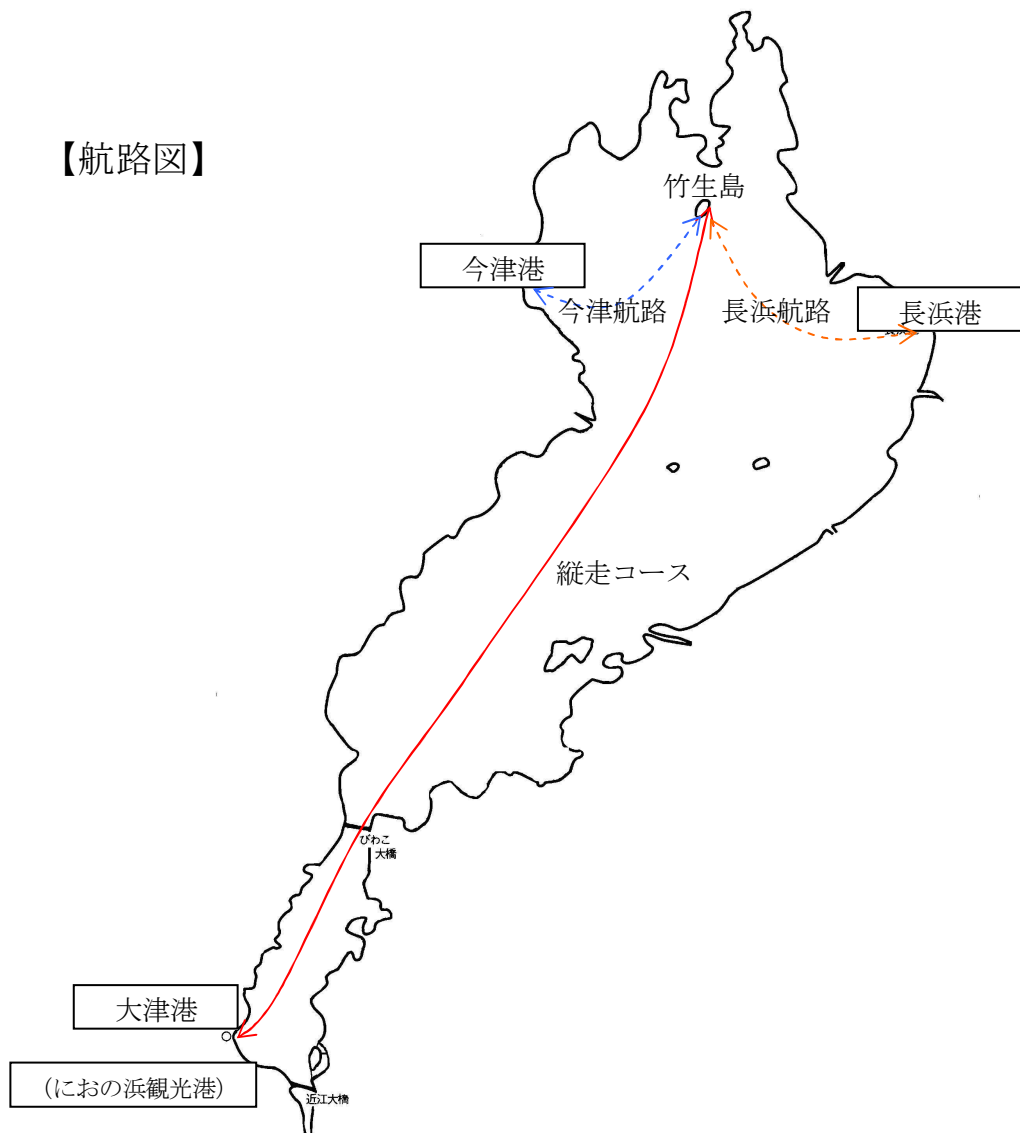 【航路図】
竹生島
今津港
今津航路
長浜航路
長浜港
縦走コース
びわこ
大橋
大津港
(におの浜観光港)
近江大橋